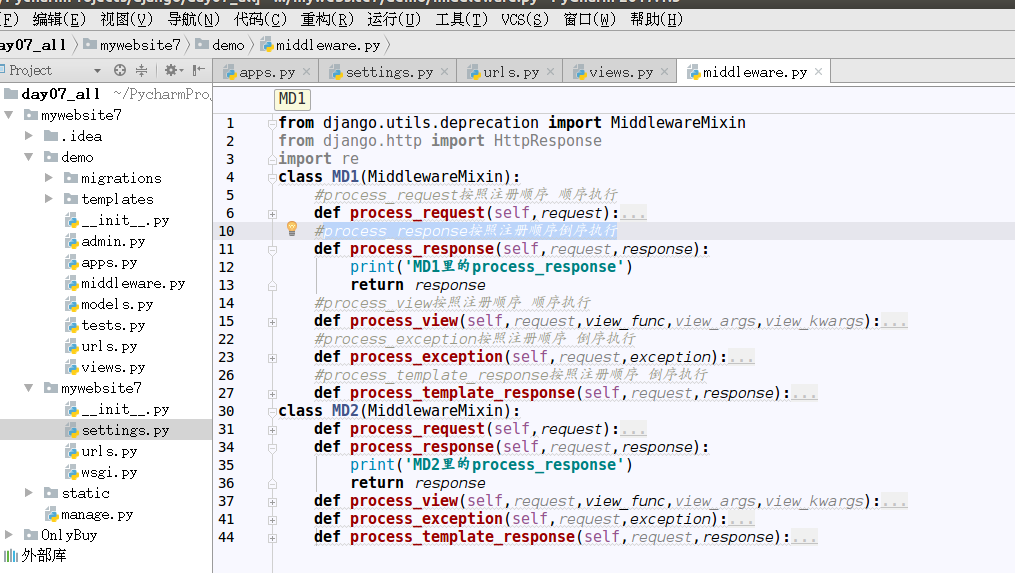 编辑(E) 视图(V) 导航(N) 代码(C) 重构(R) 运行(U) 工具(T) VCS(S) 窗口(W) 帮助(H)
ay07_all mywebsite7 demo middleware.py
Project apps.py settings.py urls.py views.py middleware.py
day07_all ~/PycharmPro
mywebsite7
.idea
demo
migrations
templates
__init__.py
admin.py
apps.py
middleware.py
models.py
tests.py
urls.py
views.py
mywebsite7
__init__.py
settings.py
urls.py
wsgi.py
static
manage.py
OnlyBuy
外部库
MD1
1 from django.utils.deprecation import MiddlewareMixin
2 from django.http import HttpResponse
3 import re
4 class MD1(MiddlewareMixin):
5 #process_request按照注册顺序 顺序执行
6 def process_request(self,request):...
10 #process_response按照注册顺序倒序执行
11 def process_response(self,request,response):
12 print('MD1里的process_response')
13 return response
14 #process_view按照注册顺序 顺序执行
15 def process_view(self,request,view_func,view_args,view_kwargs):...
22 #process_exception按照注册顺序 倒序执行
23 def process_exception(self,request,exception):...
26 #process_template_response按照注册顺序 倒序执行
27 def process_template_response(self,request,response):...
30 class MD2(MiddlewareMixin):
31 def process_request(self,request):...
34 def process_response(self,request,response):
35 print('MD2里的process_response')
36 return response
37 def process_view(self,request,view_func,view_args,view_kwargs):...
41 def process_exception(self,request,exception):...
44 def process_template_response(self,request,response):...